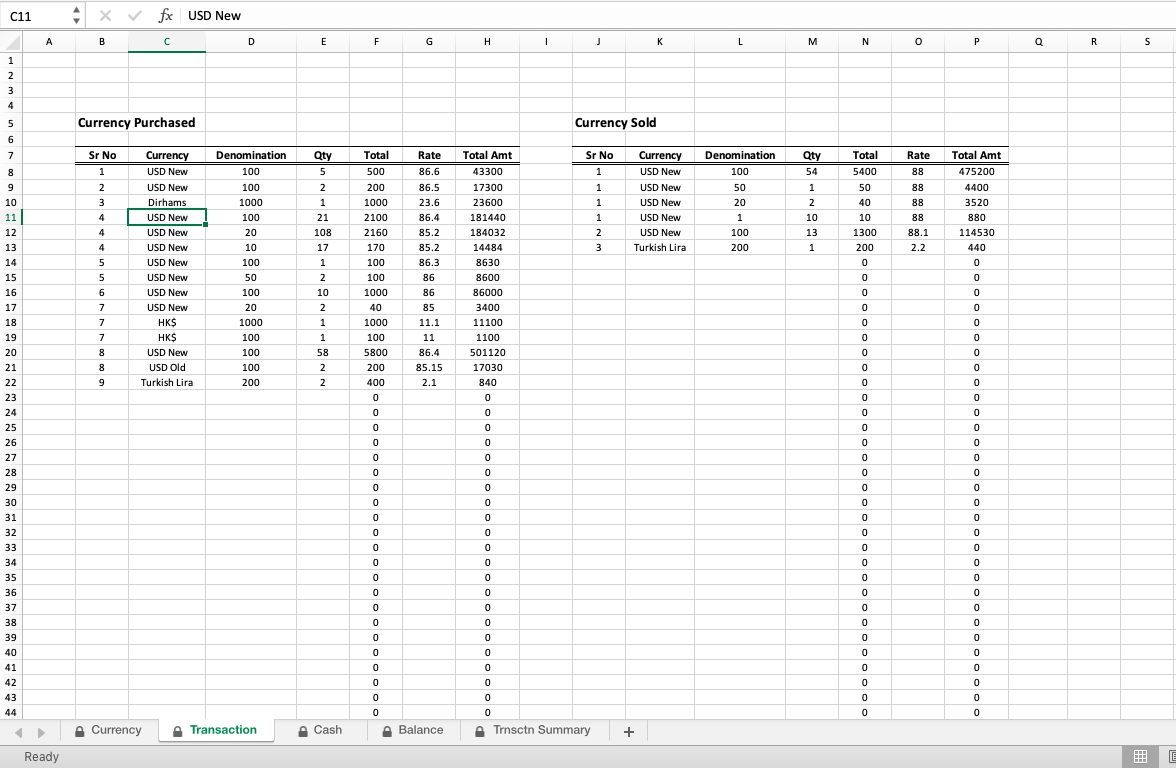 C11 fx USD New
A B C D E F G H I J K L M N O P Q R S
1
2
3
4
5 Currency Purchased Currency Sold
6
7 Sr No Currency Denomination Qty Total Rate Total Amt Sr No Currency Denomination Qty Total Rate Total Amt
8 1 USD New 100 5 500 86.6 43300 1 USD New 100 54 5400 88 475200
9 2 USD New 100 2 200 86.5 17300 1 USD New 50 1 50 88 4400
10 3 Dirhams 1000 1 1000 23.6 23600 1 USD New 20 2 40 88 3520
11 4 USD New 100 21 2100 86.4 181440 1 USD New 1 10 10 88 880
12 4 USD New 20 108 2160 85.2 184032 2 USD New 100 13 1300 88.1 114530
13 4 USD New 10 17 170 85.2 14484 3 Turkish Lira 200 1 200 2.2 440
14 5 USD New 100 1 100 86.3 8630 0 0
15 5 USD New 50 2 100 86 8600 0 0
16 6 USD New 100 10 1000 86 86000 0 0
17 7 USD New 20 2 40 85 3400 0 0
18 7 HK$ 1000 1 1000 11.1 11100 0 0
19 7 HK$ 100 1 100 11 1100 0 0
20 8 USD New 100 58 5800 86.4 501120 0 0
21 8 USD Old 100 2 200 85.15 17030 0 0
22 9 Turkish Lira 200 2 400 2.1 840 0 0
23 0 0 0 0
24 0 0 0 0
25 0 0 0 0
26 0 0 0 0
27 0 0 0 0
28 0 0 0 0
29 0 0 0 0
30 0 0 0 0
31 0 0 0 0
32 0 0 0 0
33 0 0 0 0
34 0 0 0 0
35 0 0 0 0
36 0 0 0 0
37 0 0 0 0
38 0 0 0 0
39 0 0 0 0
40 0 0 0 0
41 0 0 0 0
42 0 0 0 0
43 0 0 0 0
44 0 0 0 0
Currency Transaction Cash Balance Trnsctn Summary +
Ready